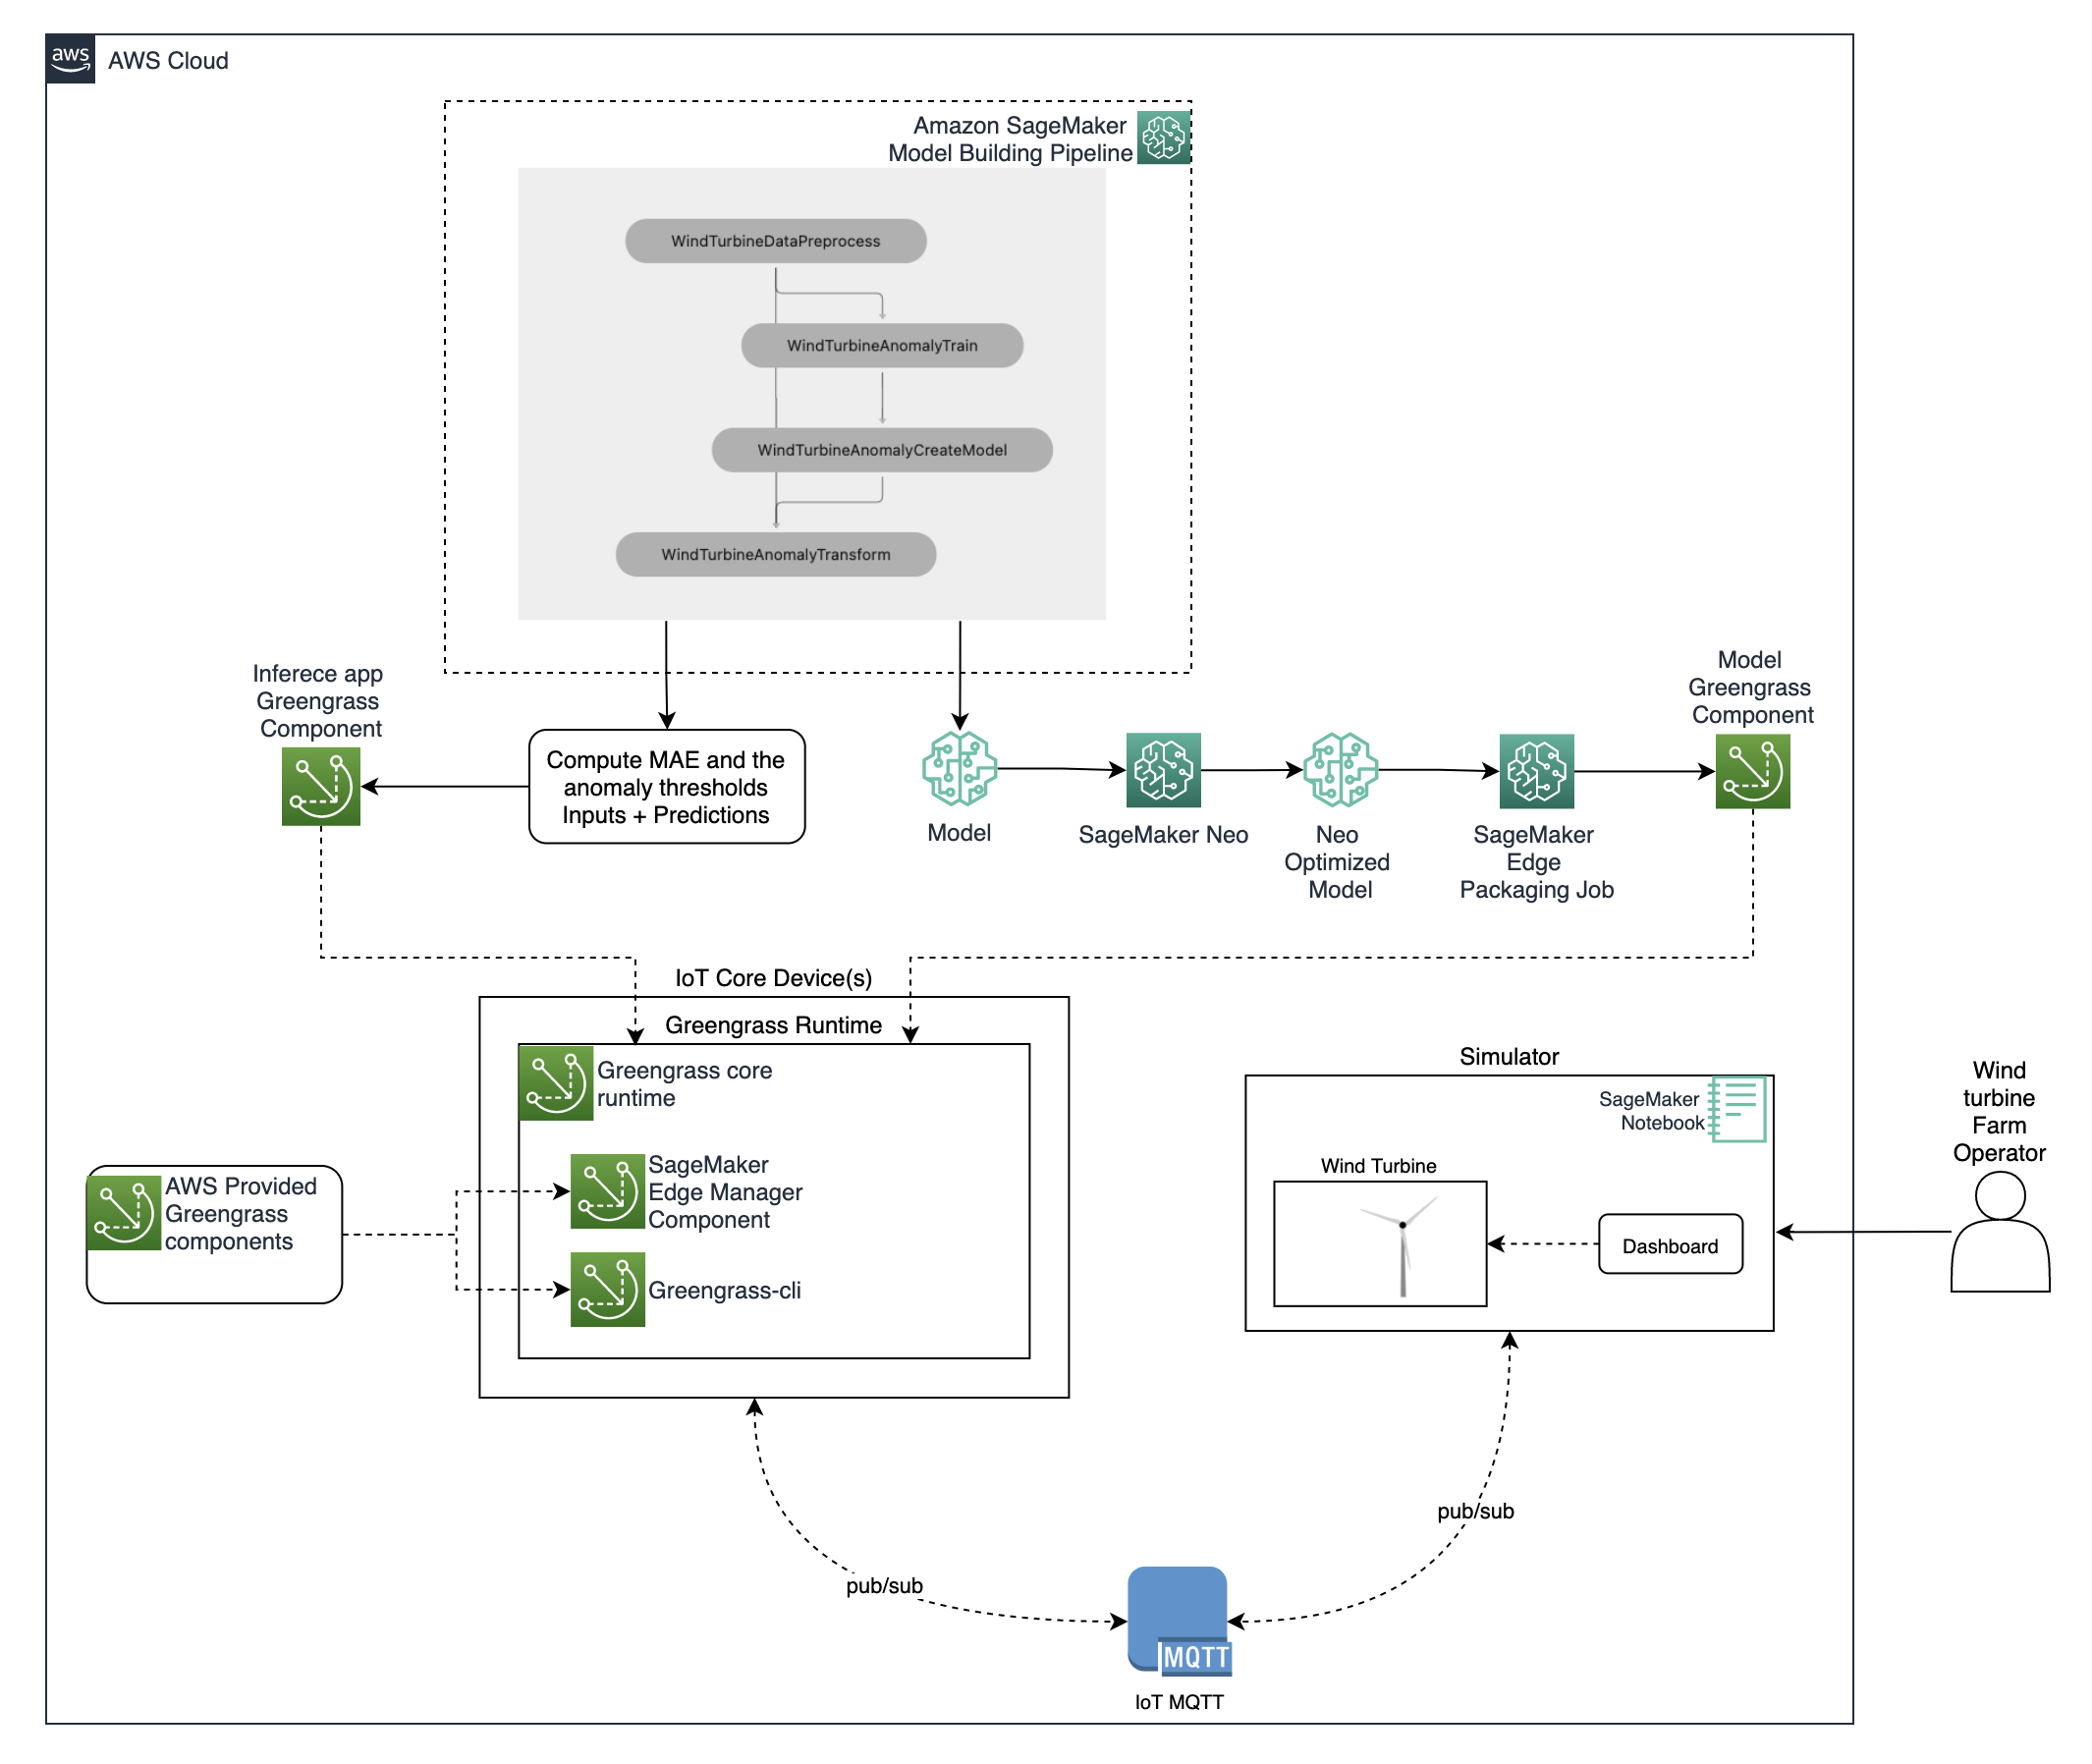 aws
AWS Cloud
Amazon SageMaker
Model Building Pipeline
WindTurbineDataPreprocess
WindTurbineAnomalyTrain
WindTurbineAnomalyCreateModel
WindTurbineAnomalyTransform
Inferece app
Greengrass
Component
Compute MAE and the
anomaly thresholds
Inputs + Predictions
Model
SageMaker Neo
Neo
Optimized
Model
SageMaker
Edge
Packaging Job
Model
Greengrass
Component
IoT Core Device(s)
Greengrass Runtime
Greengrass core
runtime
SageMaker
Edge Manager
Component
Greengrass-cli
AWS Provided
Greengrass
components
Simulator
SageMaker
Notebook
Wind Turbine
Dashboard
Wind
turbine
Farm
Operator
pub/sub
pub/sub
MQTT
IoT MQTT